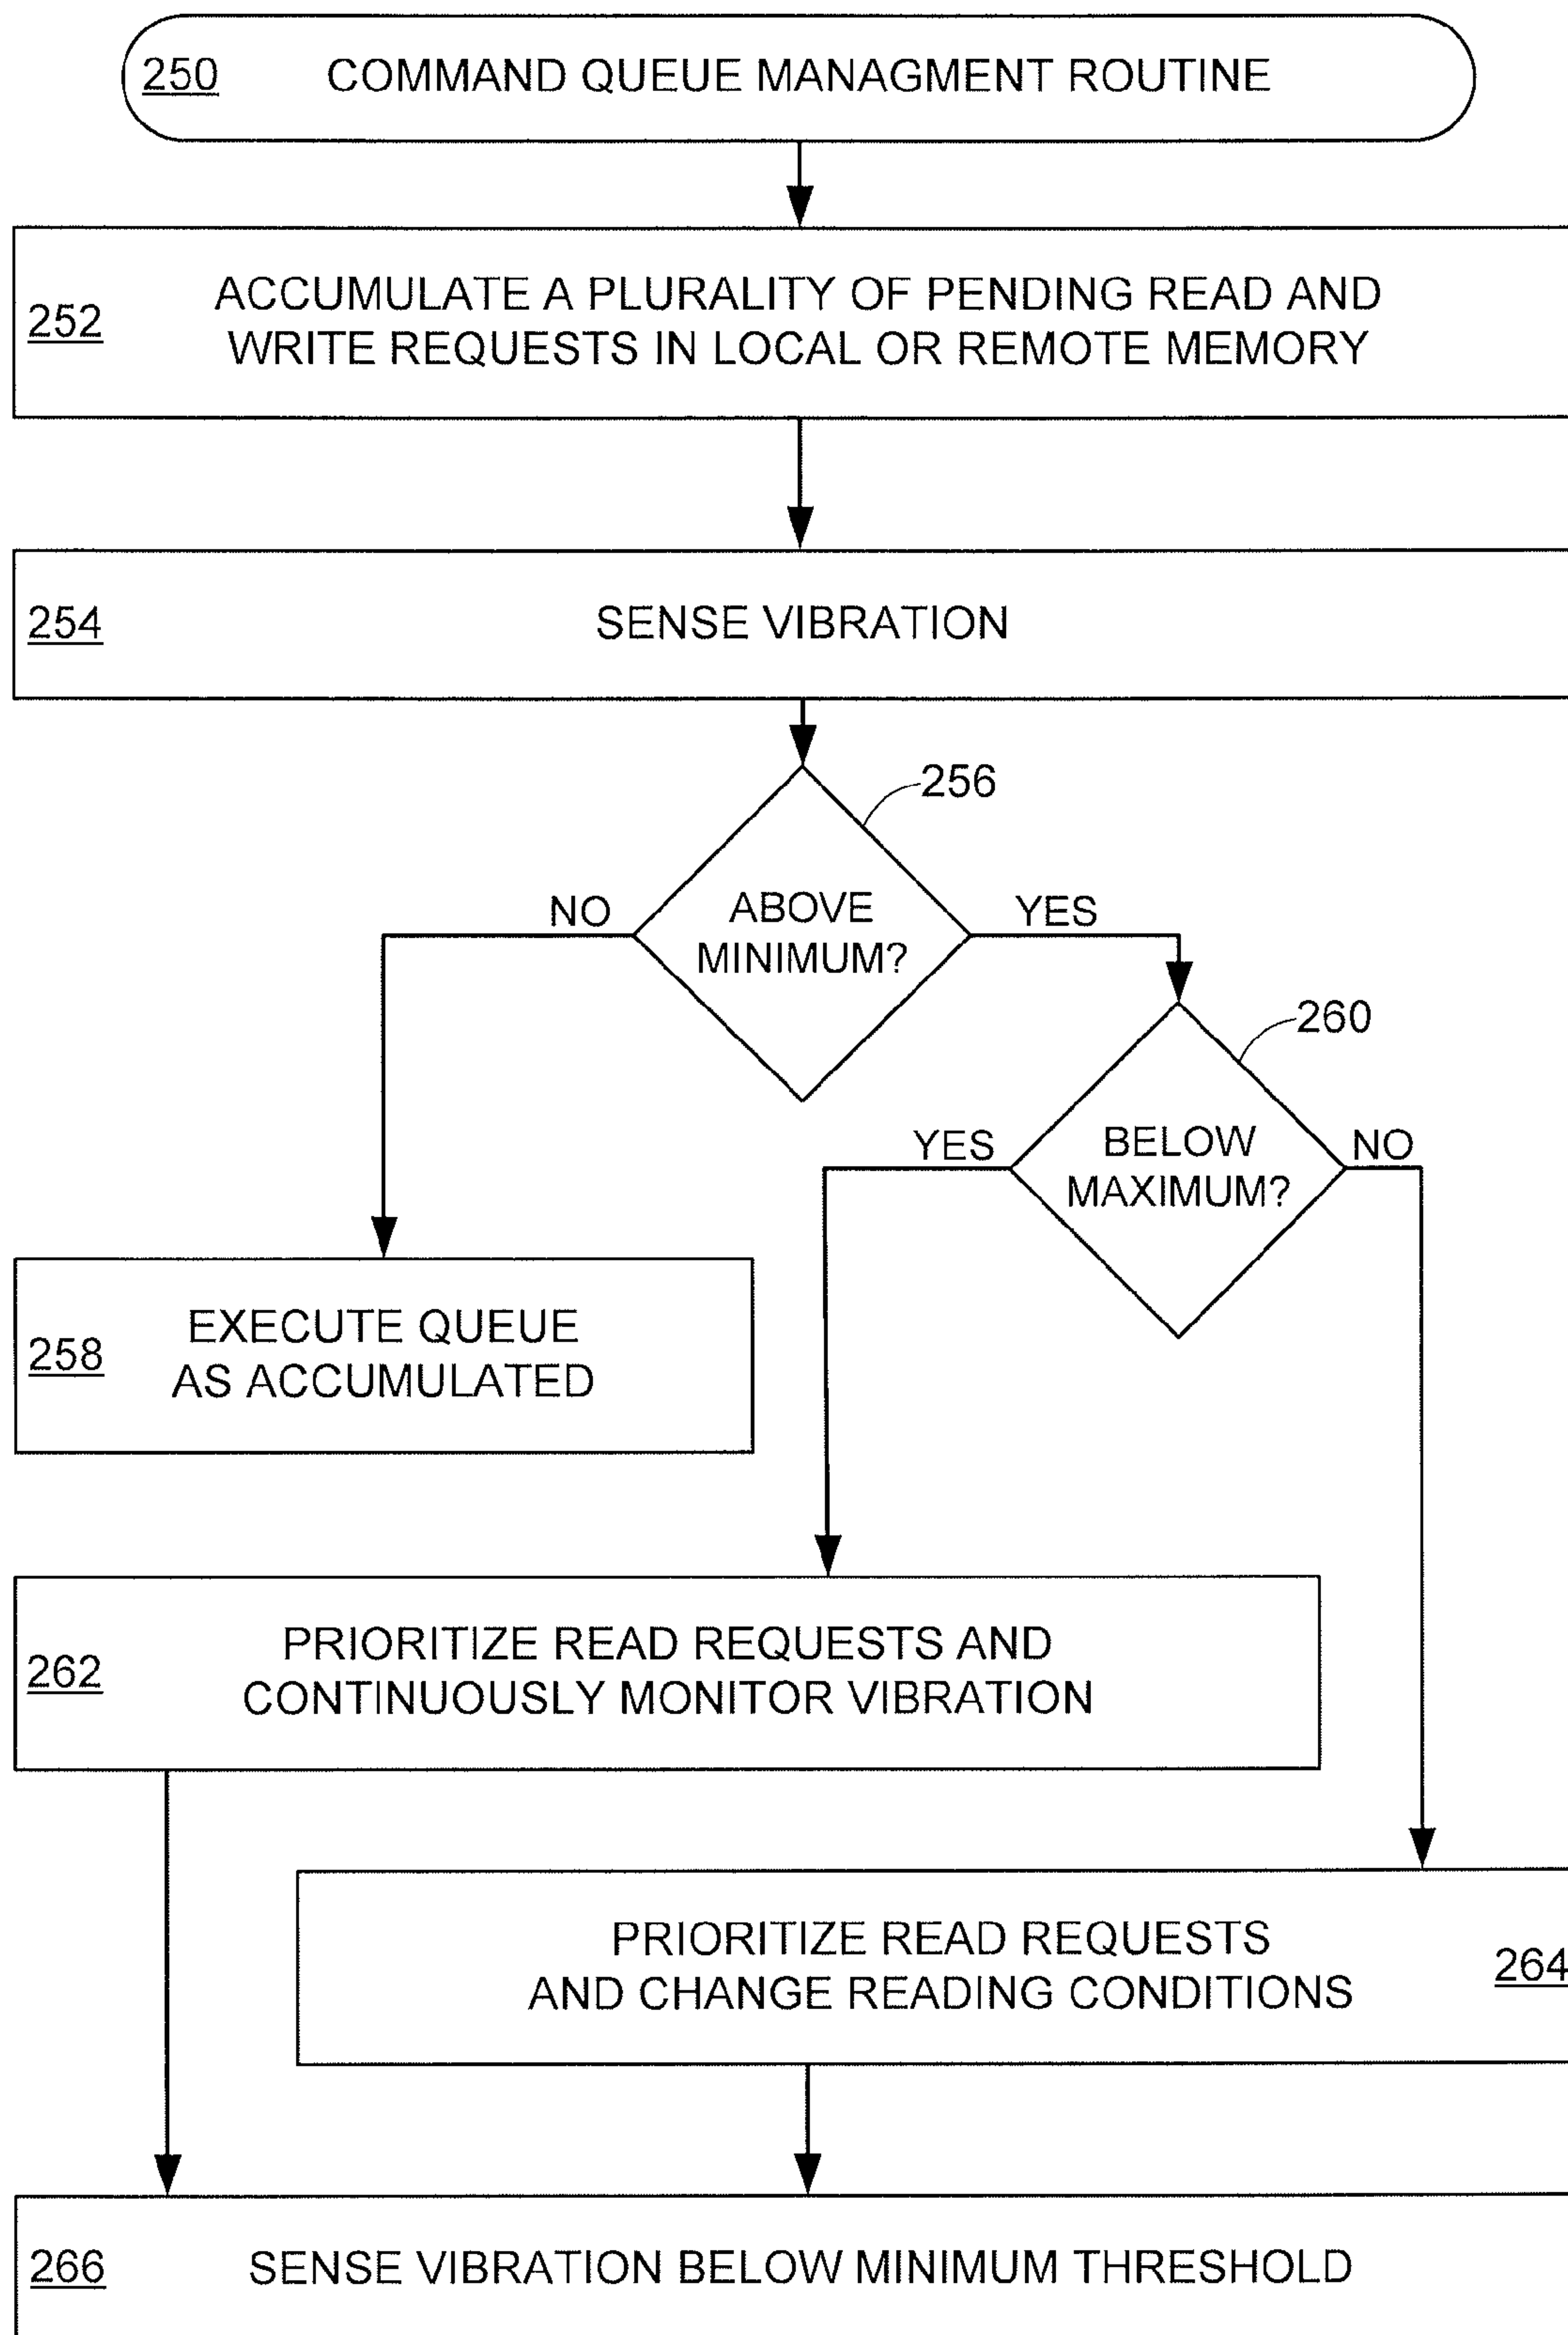 250 COMMAND QUEUE MANAGMENT ROUTINE
252 ACCUMULATE A PLURALITY OF PENDING READ AND
WRITE REQUESTS IN LOCAL OR REMOTE MEMORY
254 SENSE VIBRATION
256
NO
ABOVE
MINIMUM?
YES
260
YES
BELOW
MAXIMUM?
NO
258
EXECUTE QUEUE
AS ACCUMULATED
262
PRIORITIZE READ REQUESTS AND
CONTINUOUSLY MONITOR VIBRATION
PRIORITIZE READ REQUESTS
AND CHANGE READING CONDITIONS
264
266 SENSE VIBRATION BELOW MINIMUM THRESHOLD